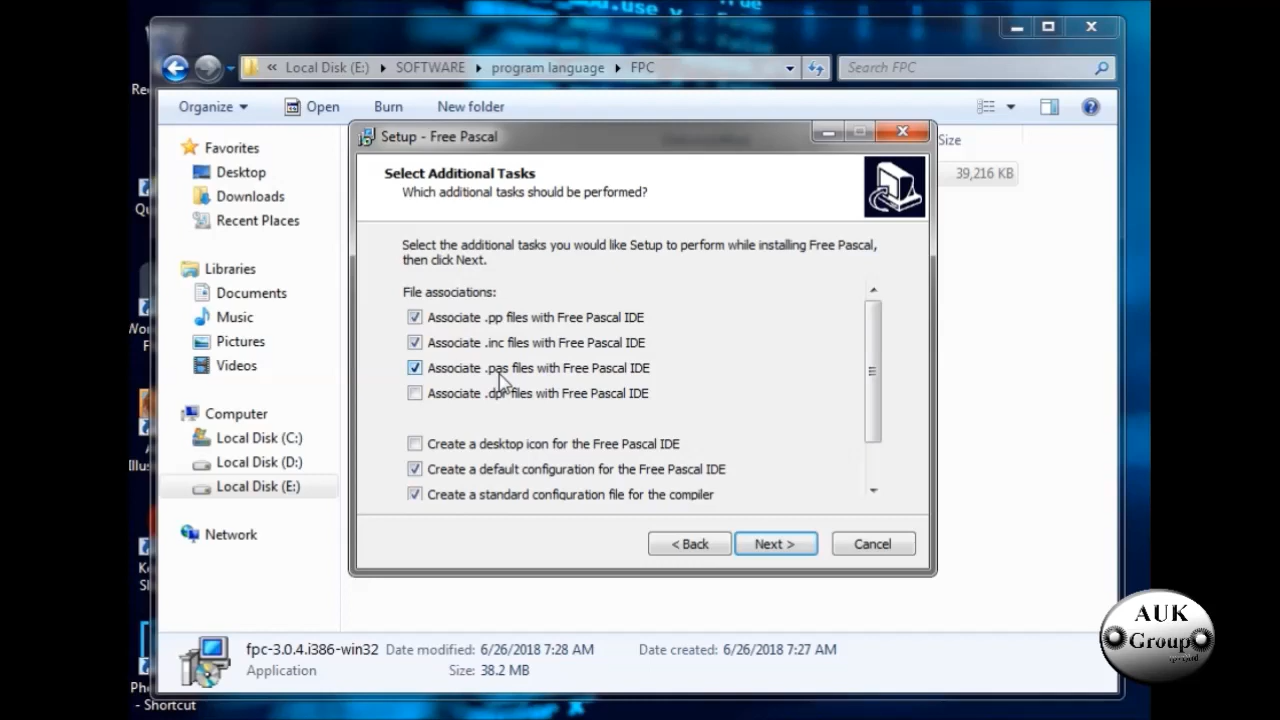 Local Disk (E:) SOFTWARE program language FPC
Search FPC
Organize Open Burn New folder
Size
39,216 KB
Favorites
Desktop
Downloads
Recent Places
Libraries
Documents
Music
Pictures
Videos
Computer
Local Disk (C:)
Local Disk (D:)
Local Disk (E:)
Network
Setup - Free Pascal
Select Additional Tasks
Which additional tasks should be performed?
Select the additional tasks you would like Setup to perform while installing Free Pascal,
then click Next.
File associations:
Associate .pp files with Free Pascal IDE
Associate .inc files with Free Pascal IDE
Associate .pas files with Free Pascal IDE
Associate files with Free Pascal IDE
Create a desktop icon for the Free Pascal IDE
Create a default configuration for the Free Pascal IDE
Create a standard configuration file for the compiler
< Back Next > Cancel
fpc-3.0.4.i386-win32 Date modified: 6/26/2018 7:28 AM Date created: 6/26/2018 7:27 AM
Application Size: 38.2 MB
- Shortcut
AUK
Group